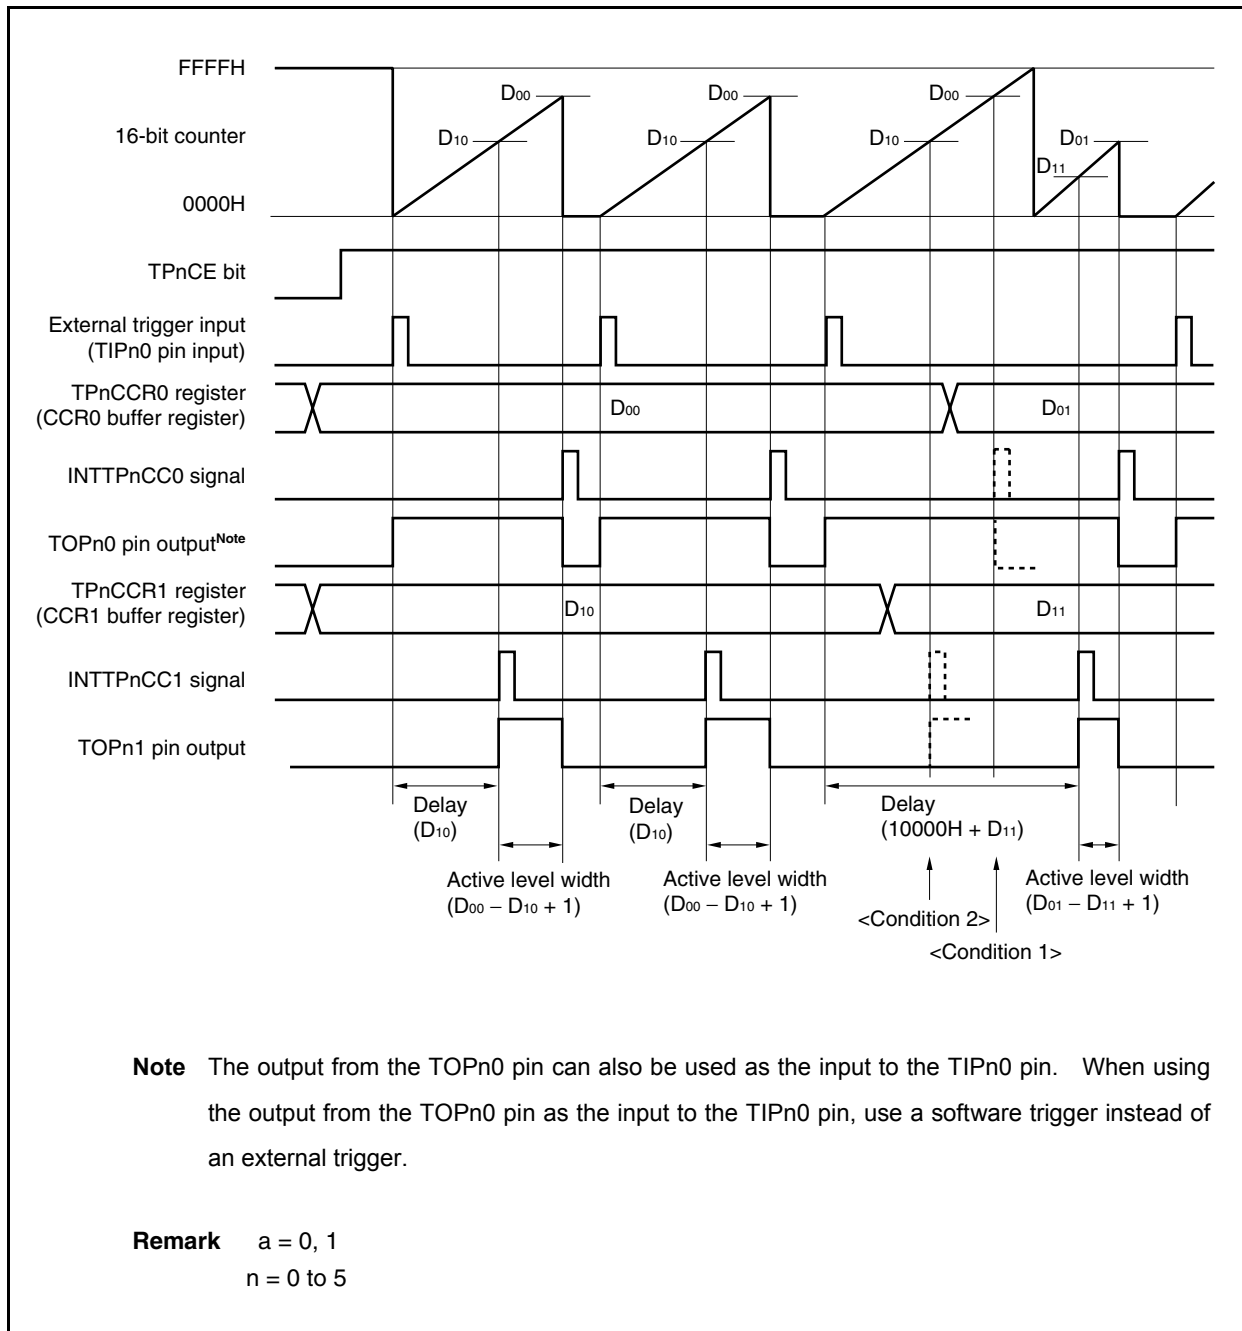 FFFFH
D00
D00
D00
16-bit counter
D10
D10
D10
D01
D11
0000H
TPnCE bit
External trigger input
(TIPn0 pin input)
TPnCCR0 register
(CCR0 buffer register)
D00
D01
INTTPnCC0 signal
TOPn0 pin outputNote
TPnCCR1 register
(CCR1 buffer register)
D10
D11
INTTPnCC1 signal
TOPn1 pin output
Delay
(D10)
Delay
(D10)
Delay
(10000H + D11)
Active level width
(D00 − D10 + 1)
Active level width
(D00 − D10 + 1)
Active level width
(D01 − D11 + 1)
<Condition 2>
<Condition 1>
Note The output from the TOPn0 pin can also be used as the input to the TIPn0 pin. When using
the output from the TOPn0 pin as the input to the TIPn0 pin, use a software trigger instead of
an external trigger.
Remark a = 0, 1
n = 0 to 5